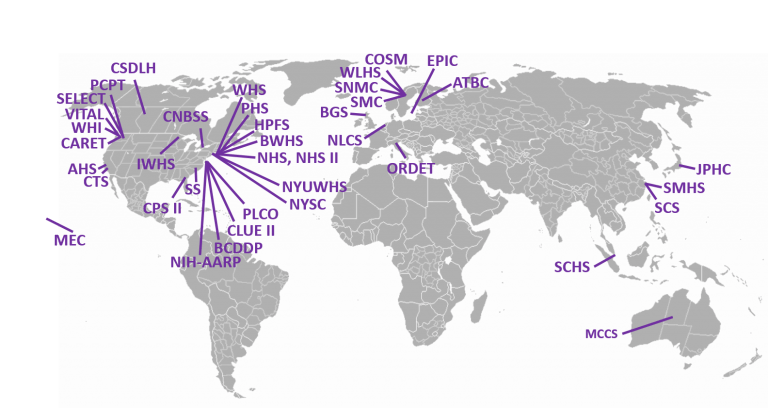 COSM
EPIC
CSDLH
WLHS
ATBC
PCPT
SNMC
WHS
SELECT
SMC
PHS
VITAL
CNBSS
BGS
HPFS
WHI
BWHS
NLCS
CARET
NHS, NHS II
IWHS
ORDET
AHS
JPHC
CTS
SS
NYUWHS
SMHS
NYSC
CPS II
SCS
PLCO
CLUE II
MEC
BCDDP
NIH-AARP
SCHS
MCCS